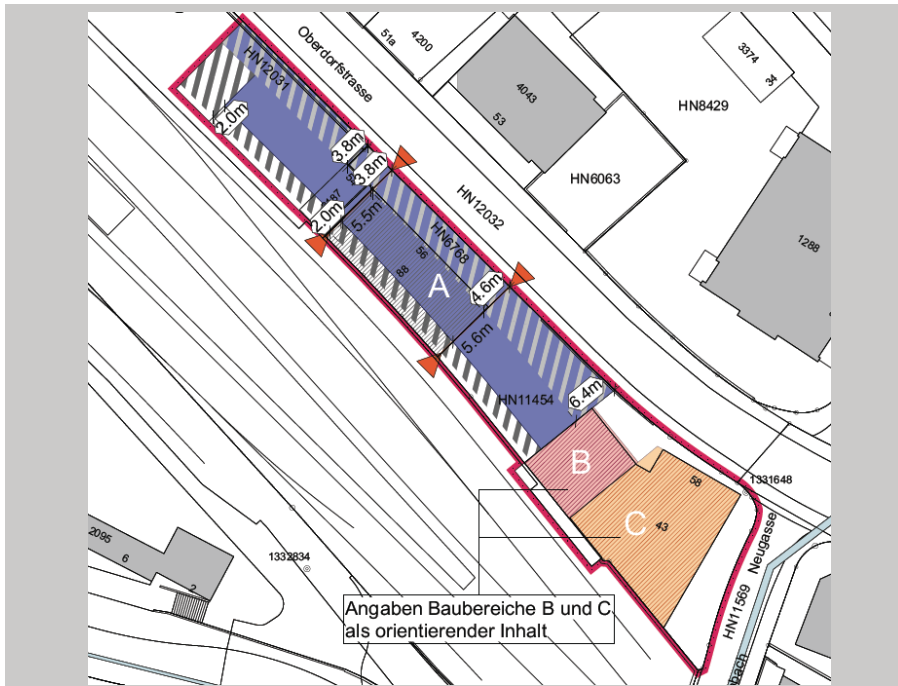 Oberdorfstrasse
51a
4200
3374
34
4043
53
HN8429
HN12031
HN6063
2.0m
3.8m
3.8m
HN12032
1288
2.0m
5.5m
HN6768
56
88
A
4.6m
5.6m
HN11454
6.4m
B
58
1331648
C
43
Neugasse
2095
6
2
1332834
HN11569
Angaben Baubereiche B und C
als orientierender Inhalt